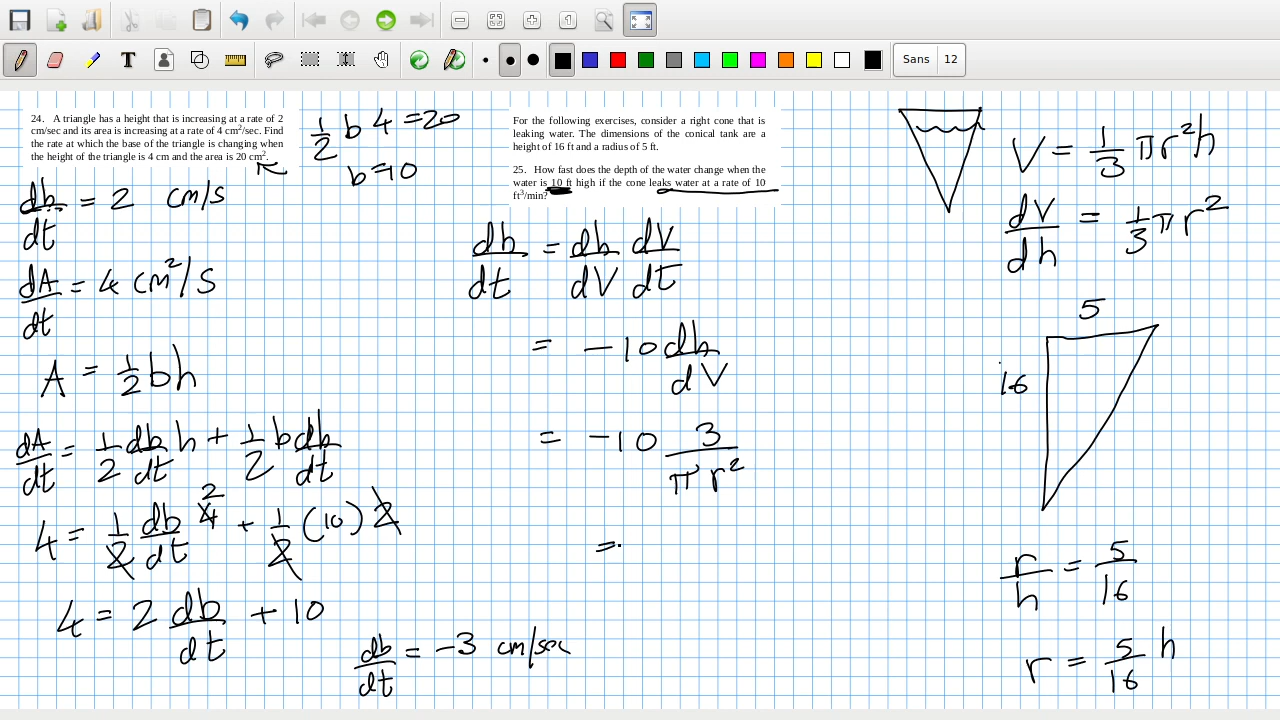 Sans 12
24. A triangle has a height that is increasing at a rate of 2
cm/sec and its area is increasing at a rate of 4 cm²/sec. Find
the rate at which the base of the triangle is changing when
the height of the triangle is 4 cm and the area is 20 cm².
1/2 b 4 = 20
b = 10
dh/dt = 2 cm/s
dA/dt = 4 cm²/s
A = 1/2 bh
dA/dt = 1/2 db/dt h + 1/2 b dh/dt
4 = 1/2 db/dt 4 2 + 1/2 (10) 2
4 = 2 db/dt + 10
db/dt = -3 cm/sec
For the following exercises, consider a right cone that is
leaking water. The dimensions of the conical tank are a
height of 16 ft and a radius of 5 ft.
25. How fast does the depth of the water change when the
water is 10 ft high if the cone leaks water at a rate of 10
ft³/min?
dh/dt = dh/dV dV/dt
= -10 dh/dV
= -10 3/πr²
=
V = 1/3 πr²h
dV/dh = 1/3 πr²
5
16
r/h = 5/16
r = 5/16 h